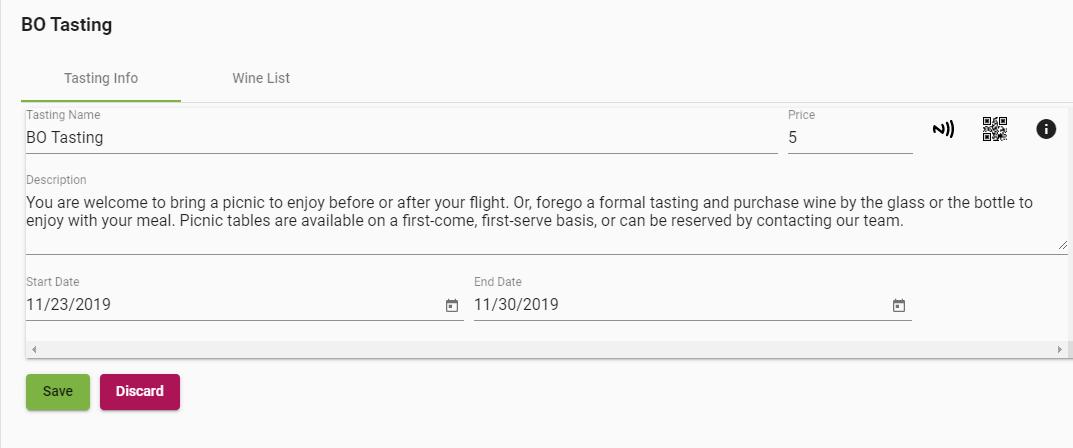 BO Tasting
Tasting Info
Wine List
Tasting Name
Price
BO Tasting
5
Description
You are welcome to bring a picnic to enjoy before or after your flight. Or, forego a formal tasting and purchase wine by the glass or the bottle to
enjoy with your meal. Picnic tables are available on a first-come, first-serve basis, or can be reserved by contacting our team.
Start Date
End Date
11/23/2019
11/30/2019
Save
Discard